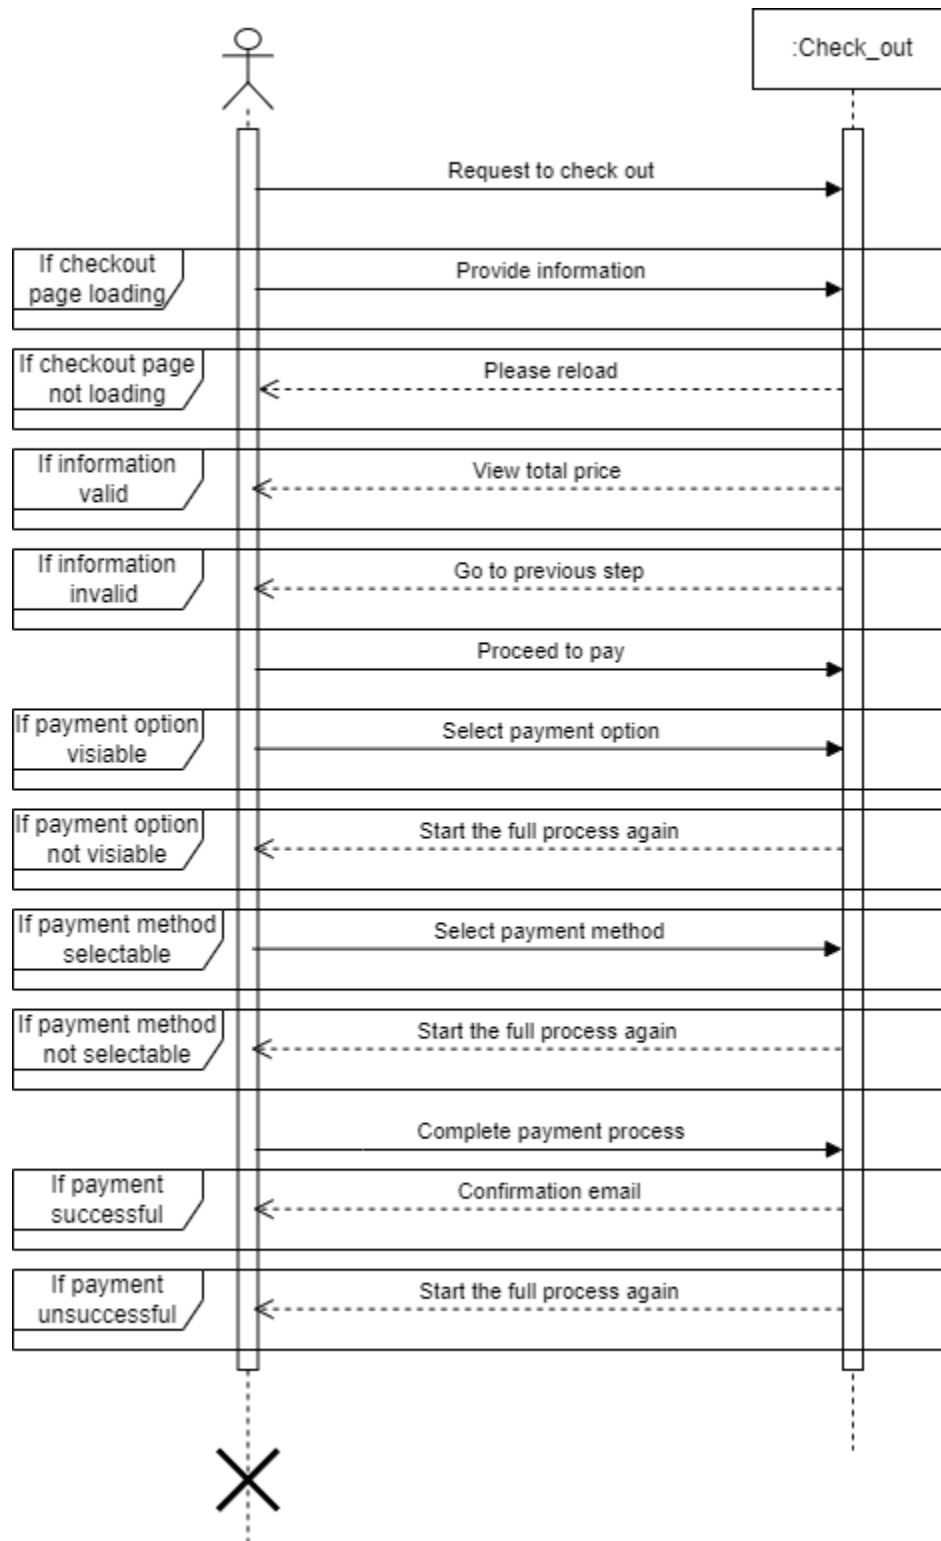 :Check_out
Request to check out
If checkout
page loading
Provide information
If checkout page
not loading
Please reload
If information
valid
View total price
If information
invalid
Go to previous step
Proceed to pay
If payment option
visiable
Select payment option
If payment option
not visiable
Start the full process again
If payment method
selectable
Select payment method
If payment method
not selectable
Start the full process again
Complete payment process
If payment
successful
Confirmation email
If payment
unsuccessful
Start the full process again